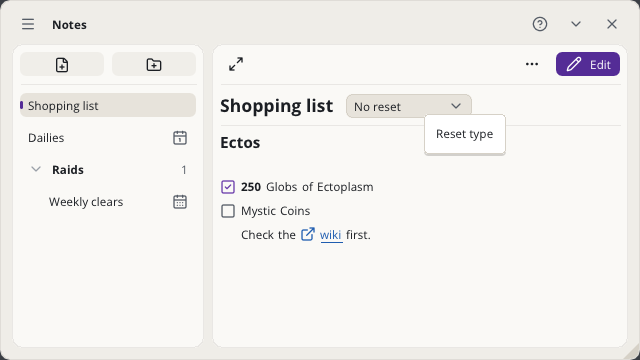 Notes
Edit
Shopping list
Dailies
Raids 1
Weekly clears
Shopping list No reset
Reset type
Ectos
250 Globs of Ectoplasm
Mystic Coins
Check the wiki first.